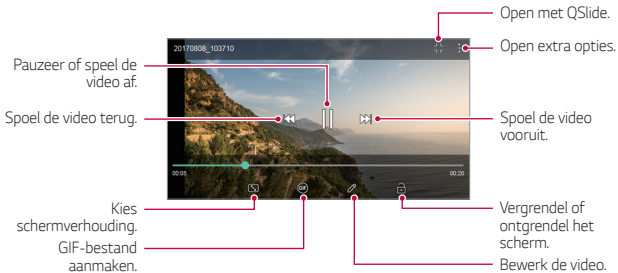 Open met QSlide.
20170808_103710
Open extra opties.
Pauzeer of speel de
video af.
Spoel de video terug.
Spoel de video
vooruit.
00:05
00:20
GIF
Kies
schermverhouding.
GIF-bestand
aanmaken.
Vergrendel of
ontgrendel het
scherm.
Bewerk de video.